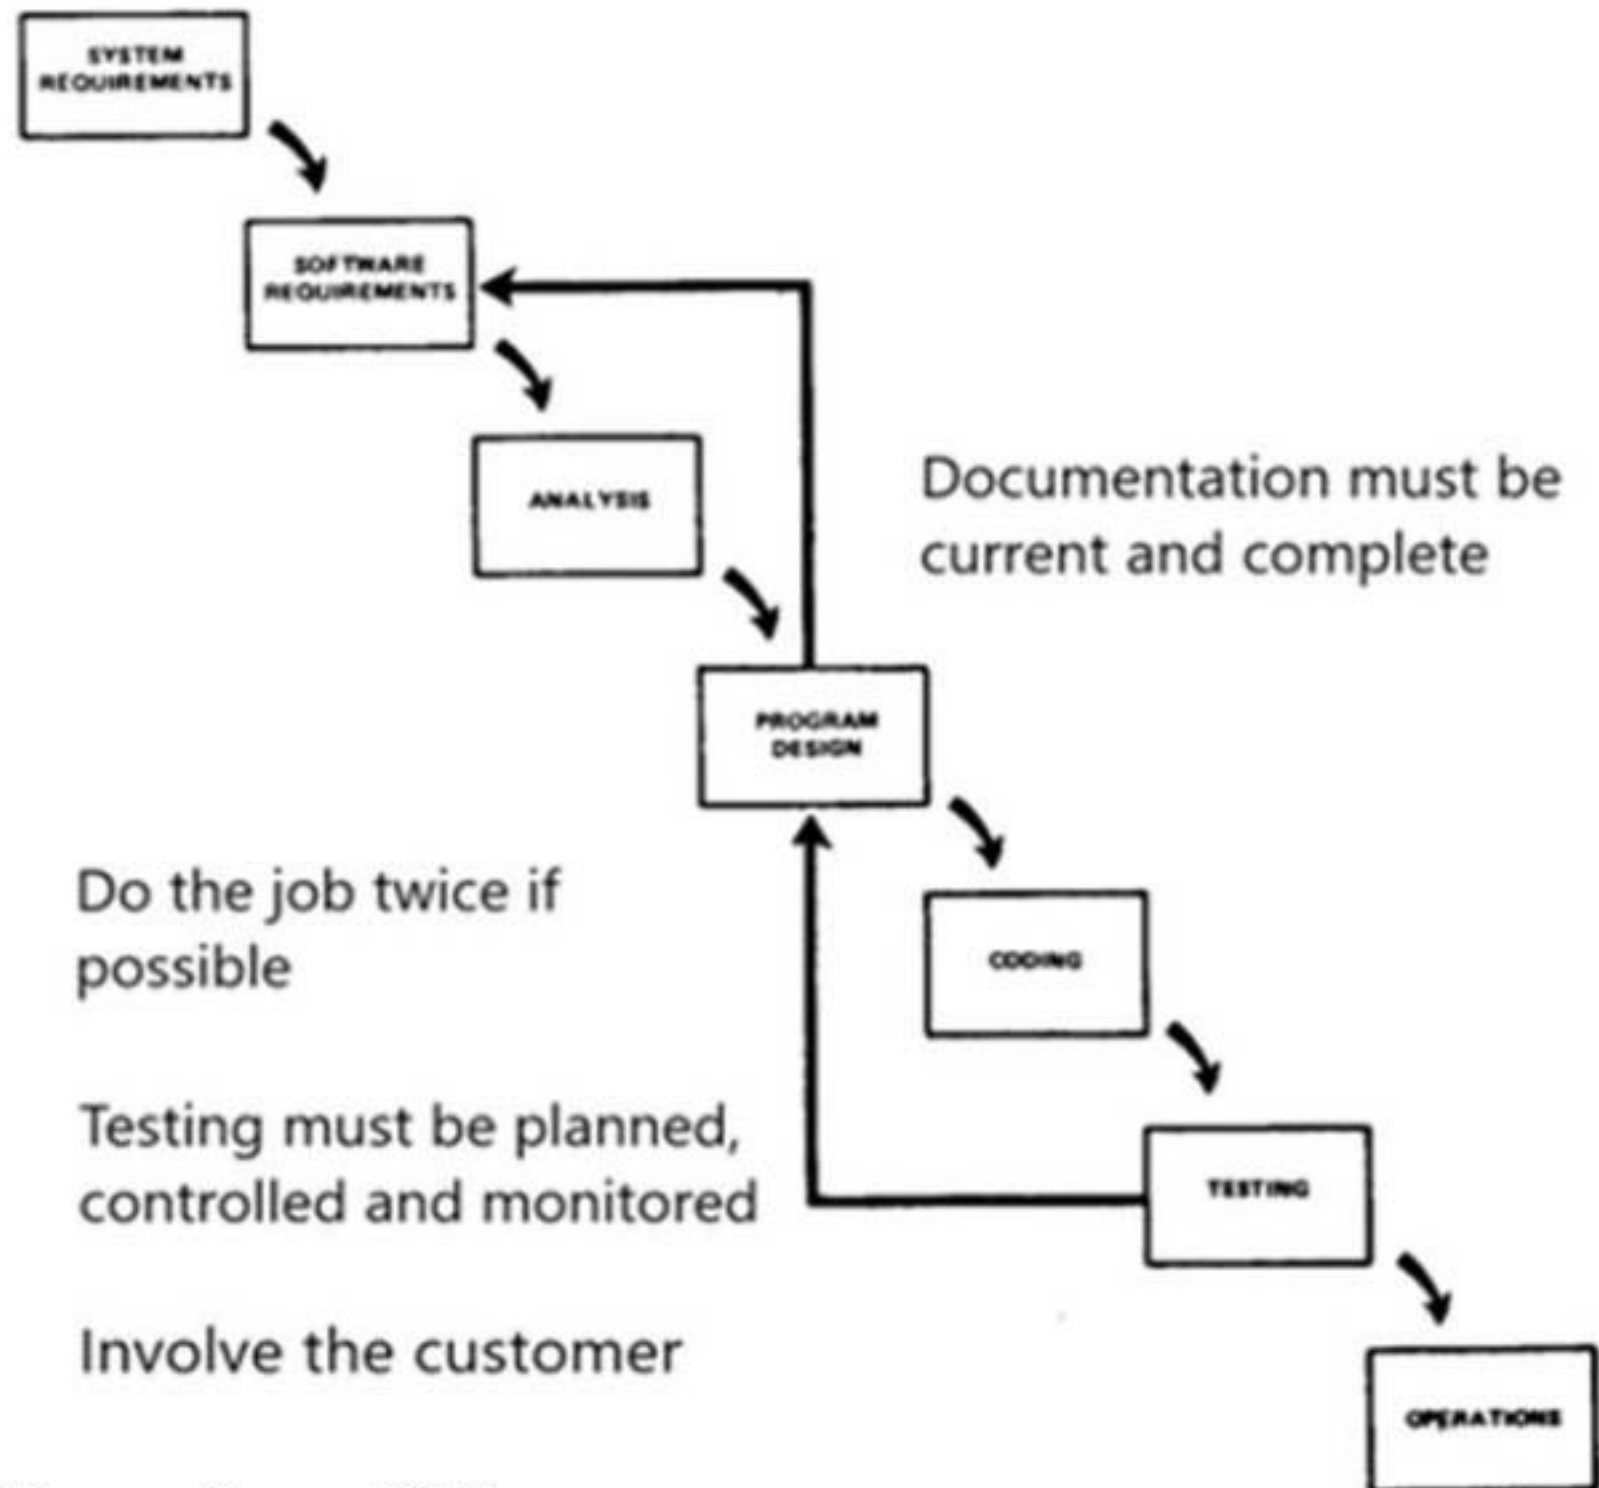 SYSTEM
REQUIREMENTS
SOFTWARE
REQUIREMENTS
ANALYSIS
Documentation must be
current and complete
PROGRAM
DESIGN
Do the job twice if
possible
CODING
Testing must be planned,
controlled and monitored
TESTING
Involve the customer
OPERATIONS